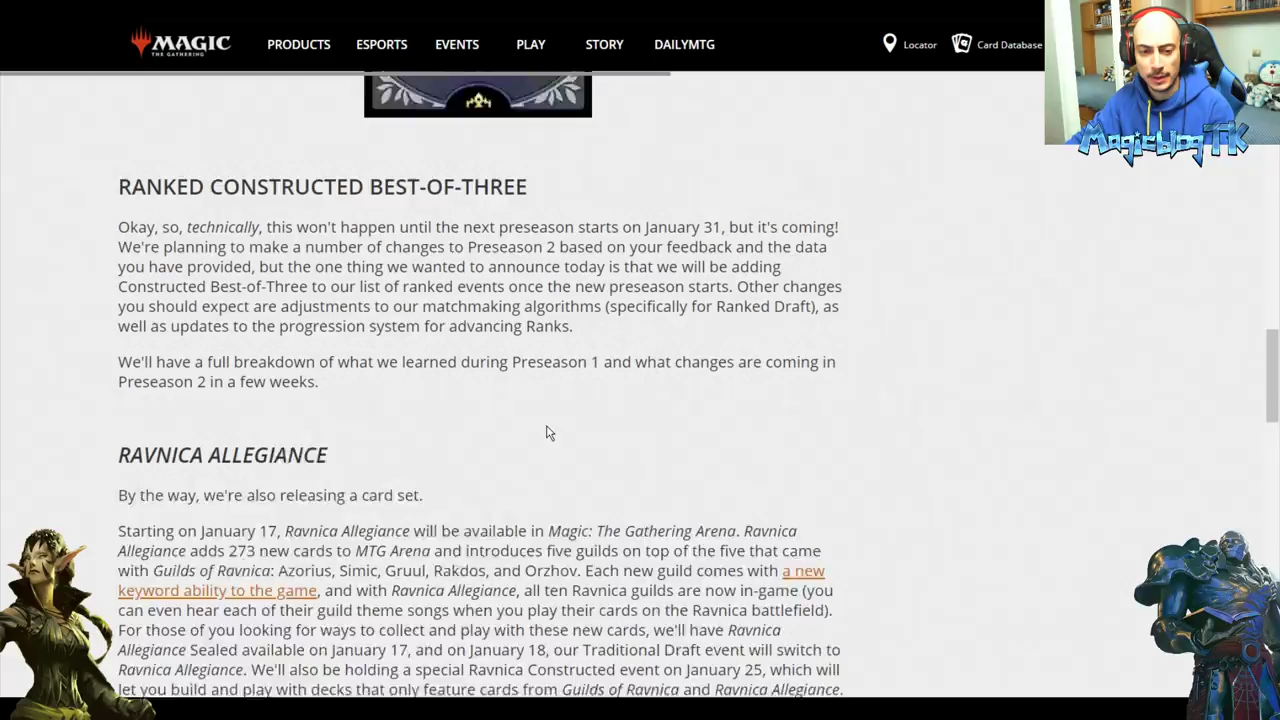 MAGIC
THE GATHERING
PRODUCTS
ESPORTS
EVENTS
PLAY
STORY
DAILYMTG
Locator
Card Database
MagicblogTK
RANKED CONSTRUCTED BEST-OF-THREE
Okay, so, technically, this won't happen until the next preseason starts on January 31, but it's coming!
We're planning to make a number of changes to Preseason 2 based on your feedback and the data
you have provided, but the one thing we wanted to announce today is that we will be adding
Constructed Best-of-Three to our list of ranked events once the new preseason starts. Other changes
you should expect are adjustments to our matchmaking algorithms (specifically for Ranked Draft), as
well as updates to the progression system for advancing Ranks.
We'll have a full breakdown of what we learned during Preseason 1 and what changes are coming in
Preseason 2 in a few weeks.
RAVNICA ALLEGIANCE
By the way, we're also releasing a card set.
Starting on January 17, Ravnica Allegiance will be available in Magic: The Gathering Arena. Ravnica
Allegiance adds 273 new cards to MTG Arena and introduces five guilds on top of the five that came
with Guilds of Ravnica: Azorius, Simic, Gruul, Rakdos, and Orzhov. Each new guild comes with a new
keyword ability to the game, and with Ravnica Allegiance, all ten Ravnica guilds are now in-game (you
can even hear each of their guild theme songs when you play their cards on the Ravnica battlefield).
For those of you looking for ways to collect and play with these new cards, we'll have Ravnica
Allegiance Sealed available on January 17, and on January 18, our Traditional Draft event will switch to
Ravnica Allegiance. We'll also be holding a special Ravnica Constructed event on January 25, which will
let you build and play with decks that only feature cards from Guilds of Ravnica and Ravnica Allegiance.